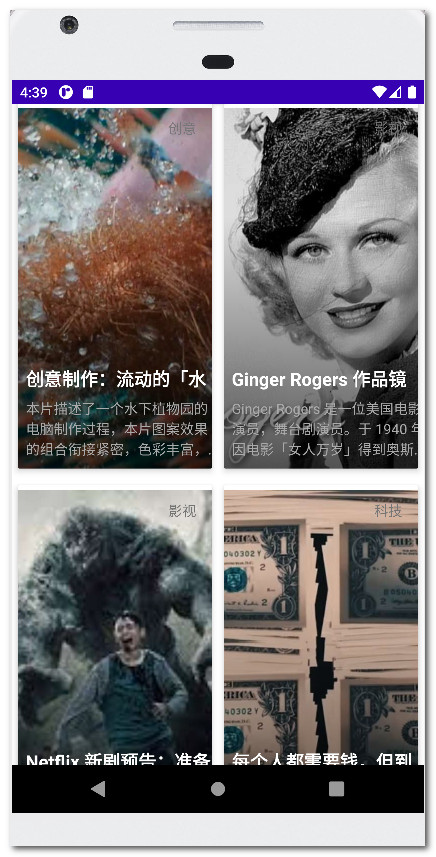 4:39
创意
影视
创意制作：流动的「水
本片描述了一个水下植物园的
电脑制作过程，本片图案效果
的组合衔接紧密，色彩丰富，.
Ginger Rogers 作品镜
Ginger Rogers 是一位美国电影
演员，舞台剧演员。于 1940 年
因电影「女人万岁」得到奥斯.
影视
科技
Netflix 新剧预告：准备
每个人都需要钱，但到